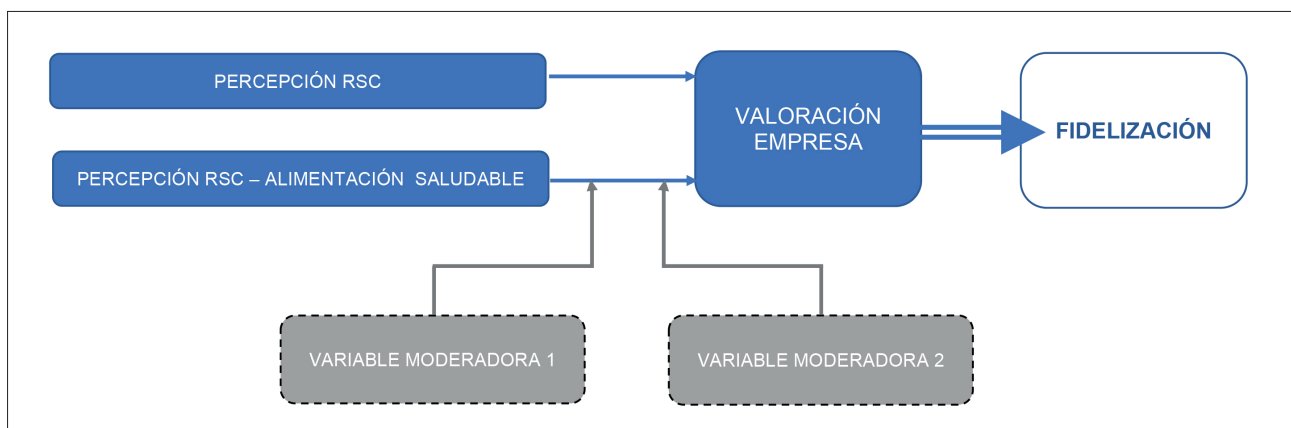 PERCEPCIÓN RSC
PERCEPCIÓN RSC – ALIMENTACIÓN SALUDABLE
VALORACIÓN
EMPRESA
FIDELIZACIÓN
VARIABLE MODERADORA 1
VARIABLE MODERADORA 2